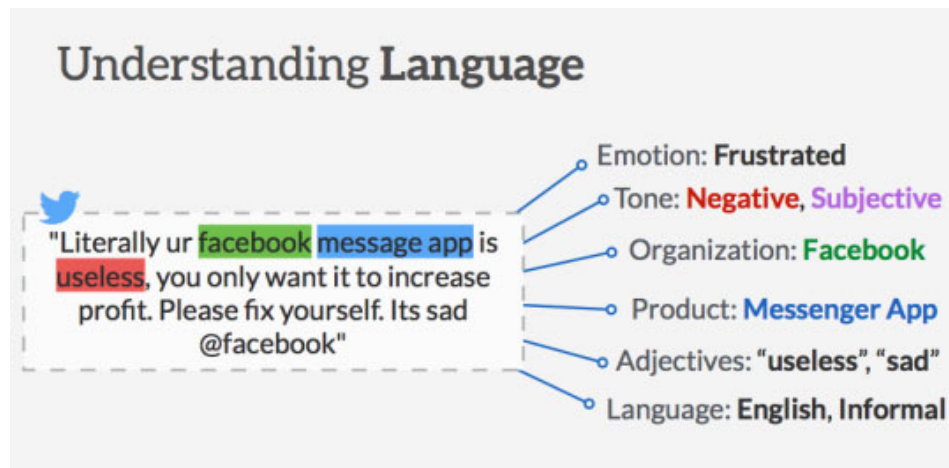 Understanding Language
"Literally ur facebook message app is
useless, you only want it to increase
profit. Please fix yourself. Its sad
@facebook"
Emotion: Frustrated
Tone: Negative, Subjective
Organization: Facebook
Product: Messenger App
Adjectives: “useless”, “sad”
Language: English, Informal